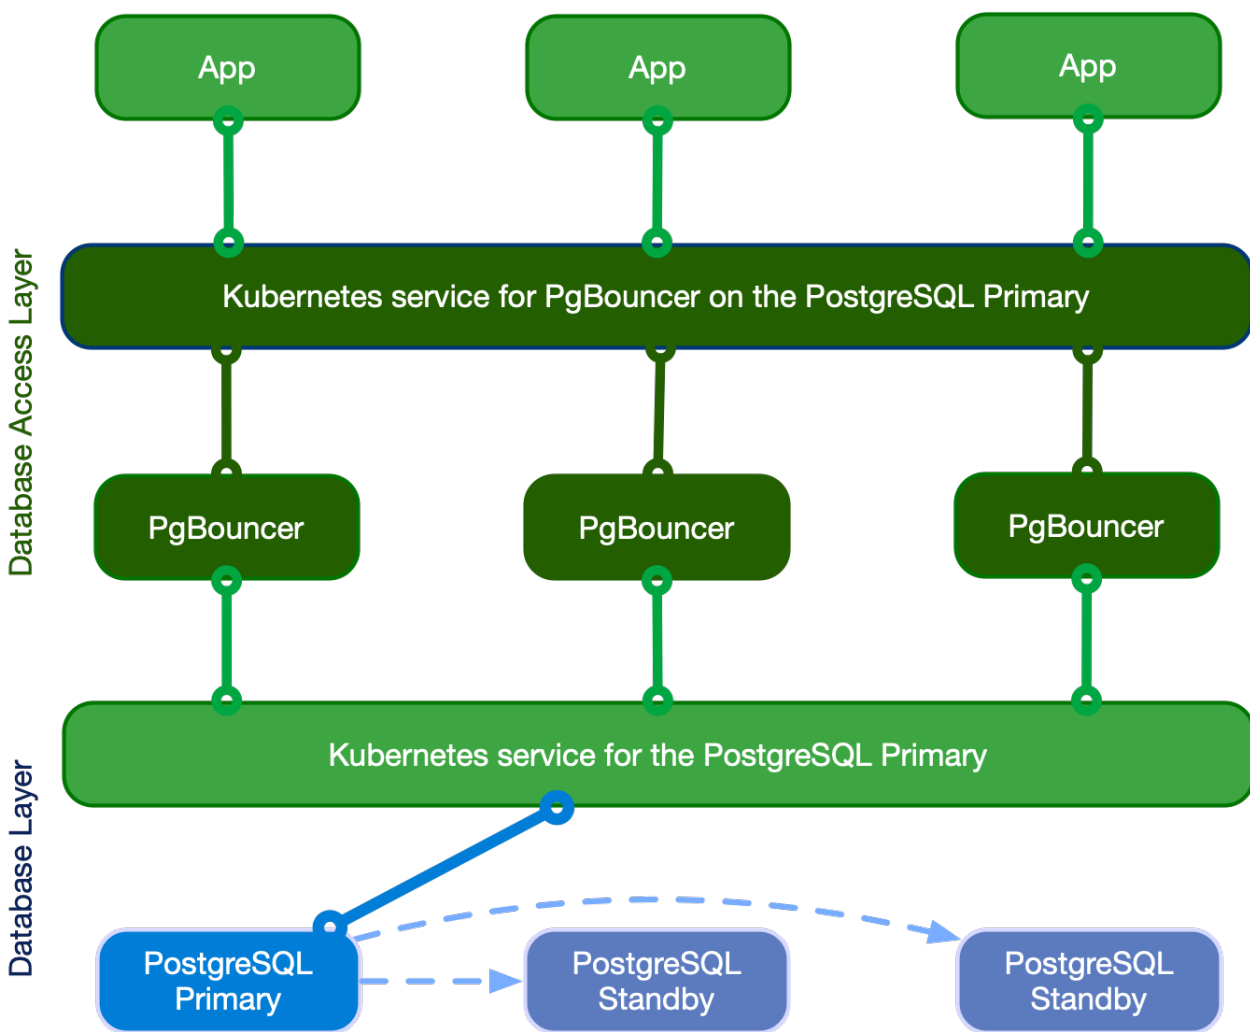 App
App
App
Database Access Layer
Kubernetes service for PgBouncer on the PostgreSQL Primary
PgBouncer
PgBouncer
PgBouncer
Database Layer
Kubernetes service for the PostgreSQL Primary
PostgreSQL
Primary
PostgreSQL
Standby
PostgreSQL
Standby